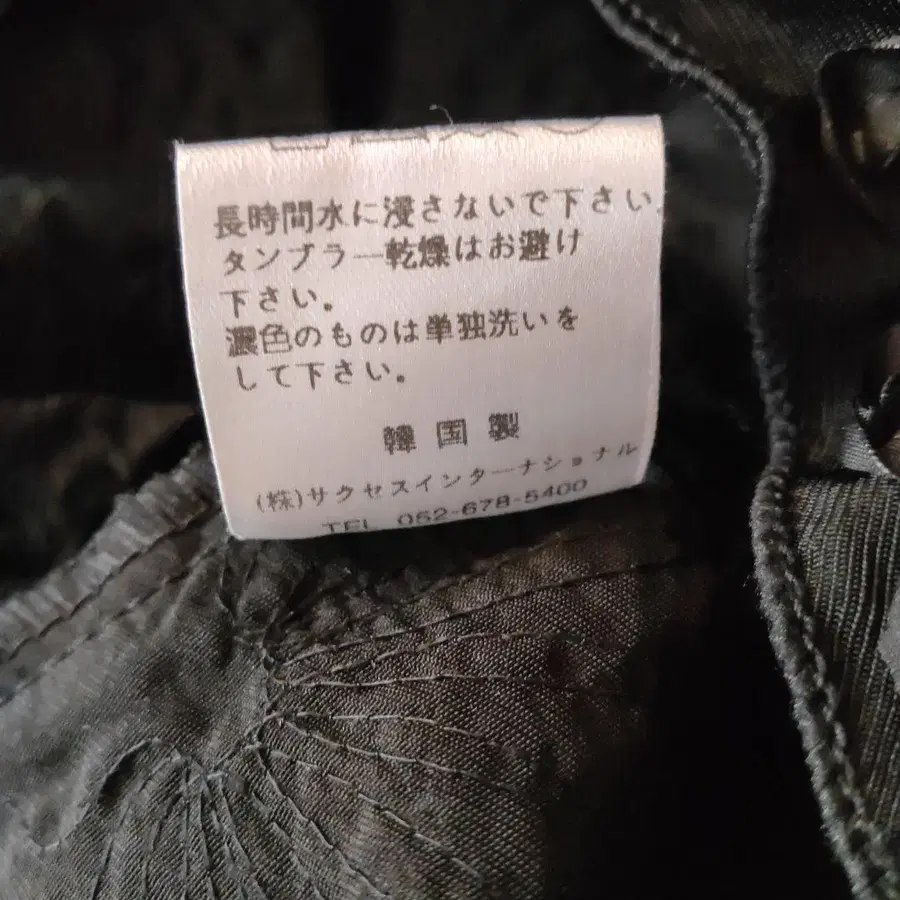 長時間水に浸さないで下さい.
タンブラー乾燥はお避け
下さい。
濃色のものは単独洗いを
して下さい。
韓国製
(株)サクセスインターナショナル
TEL 052-678-5400